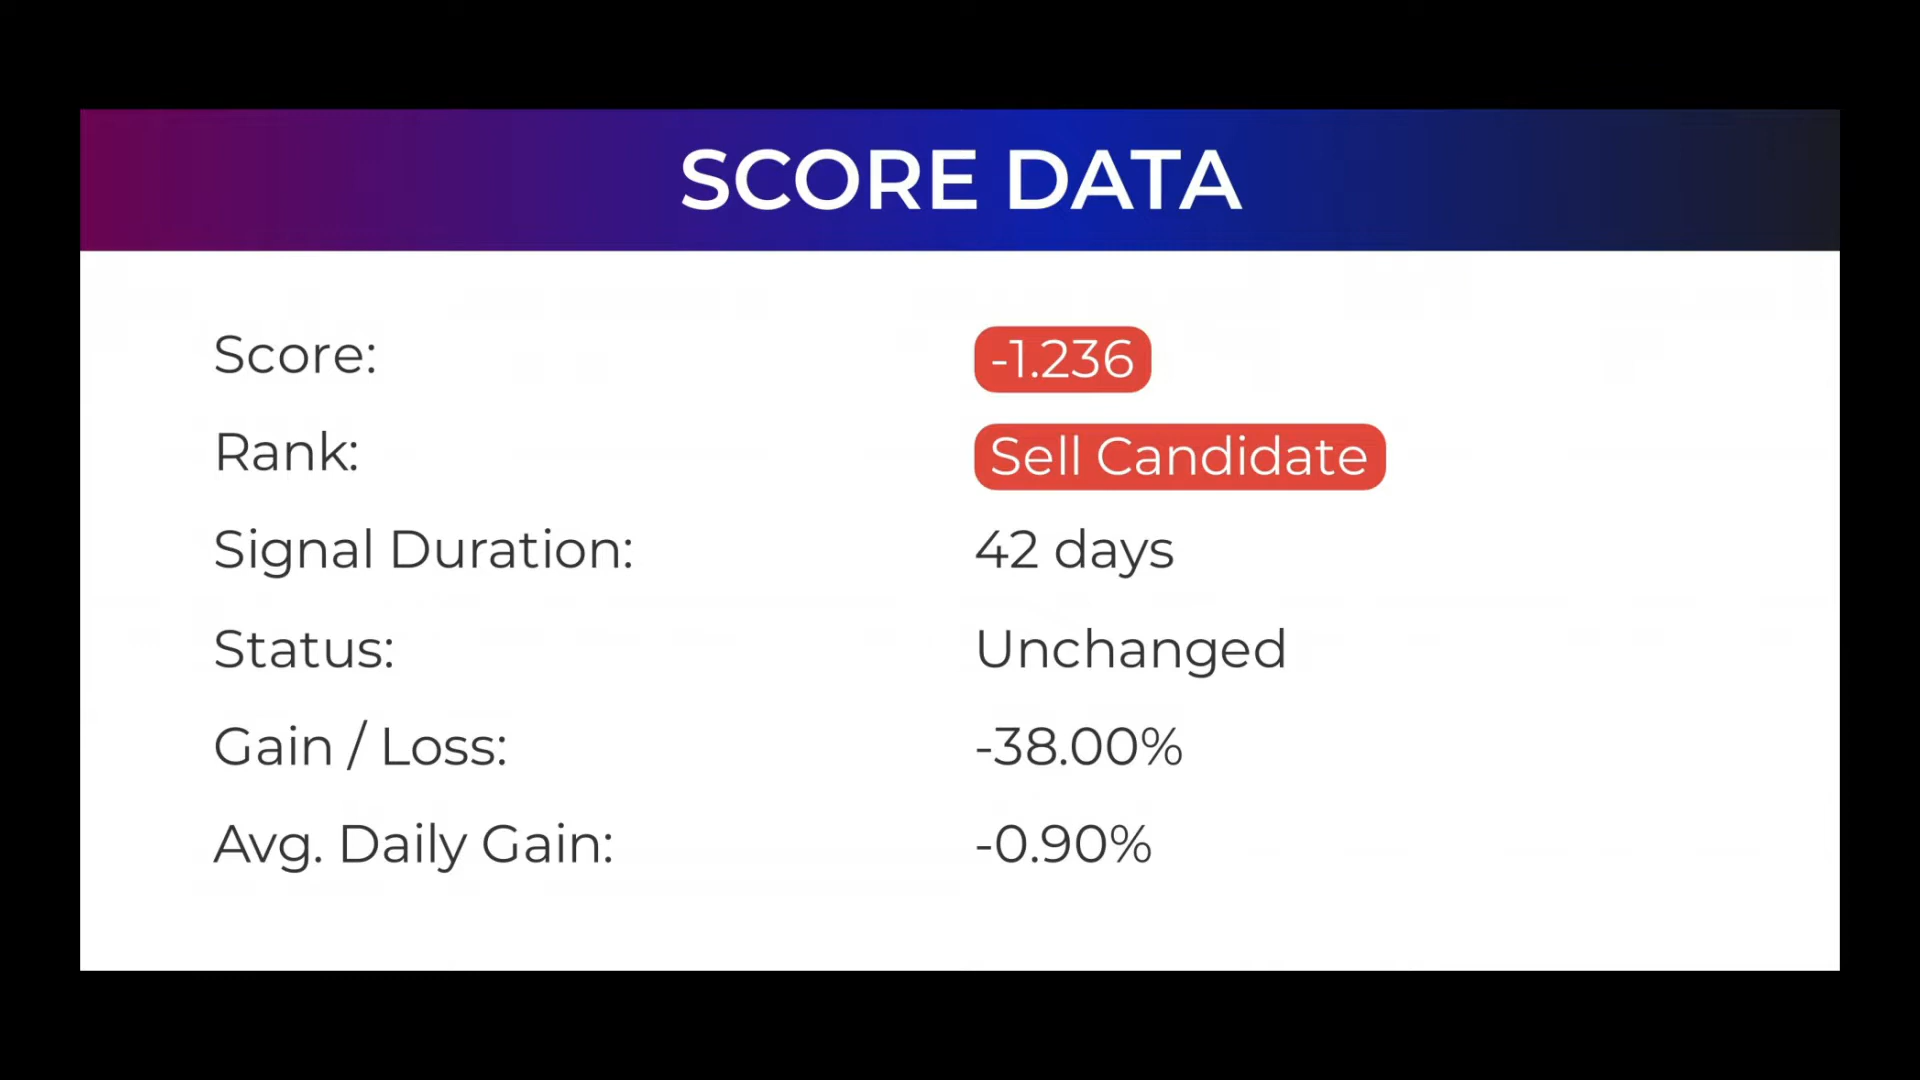 SCORE DATA
Score: -1.236
Rank: Sell Candidate
Signal Duration: 42 days
Status: Unchanged
Gain / Loss: -38.00%
Avg. Daily Gain: -0.90%